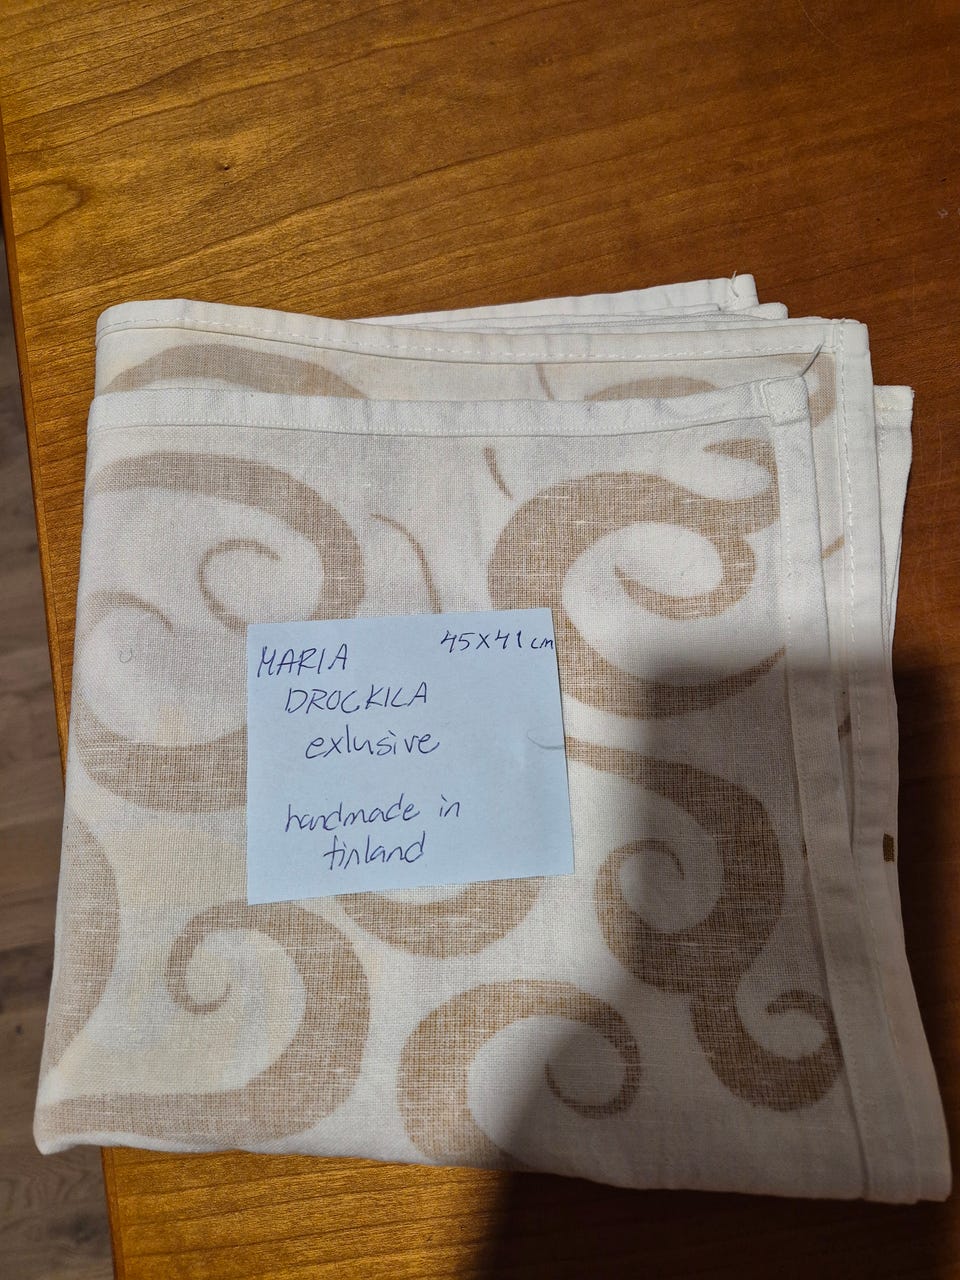 MARIA 45X41 cm
DROCKILA
exlusive
handmade in
finland